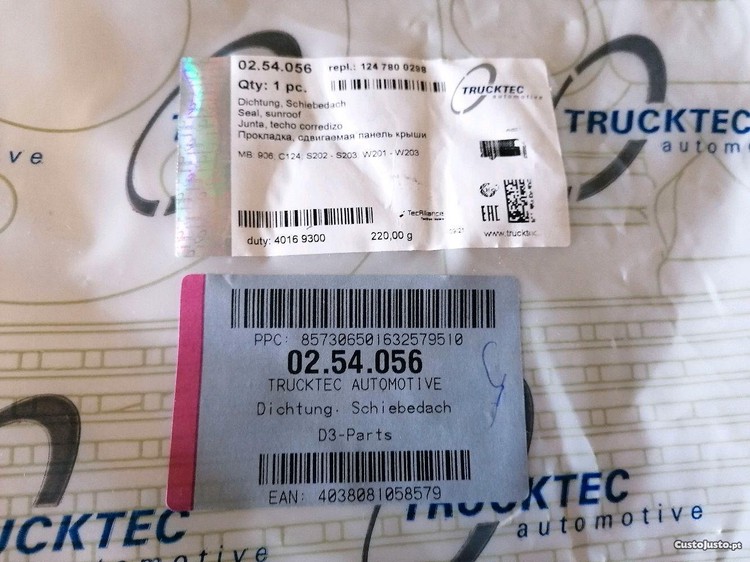 02.54.056 repl.: 124 780 0298
Qty: 1 pc.
TRUCKTEC
automotive
Dichtung, Schiebedach
Seal, sunroof
Junta, techo corredizo
Прокладка, сдвигаемая панель крыши
MB: 906, C124, S202 - S203 W201 - W203
EAC
TecAlliance
duty: 4016 9300
220,00 g
www.trucktec
TRUCKTEC
ve
PPC: 857306501632579510
02.54.056
TRUCKTEC AUTOMOTIVE
Dichtung. Schiebedach
D3-Parts
EAN: 4038081058579
UCKTEC
automotive
TRUCKTEC
automotive
CustoJusto.pt